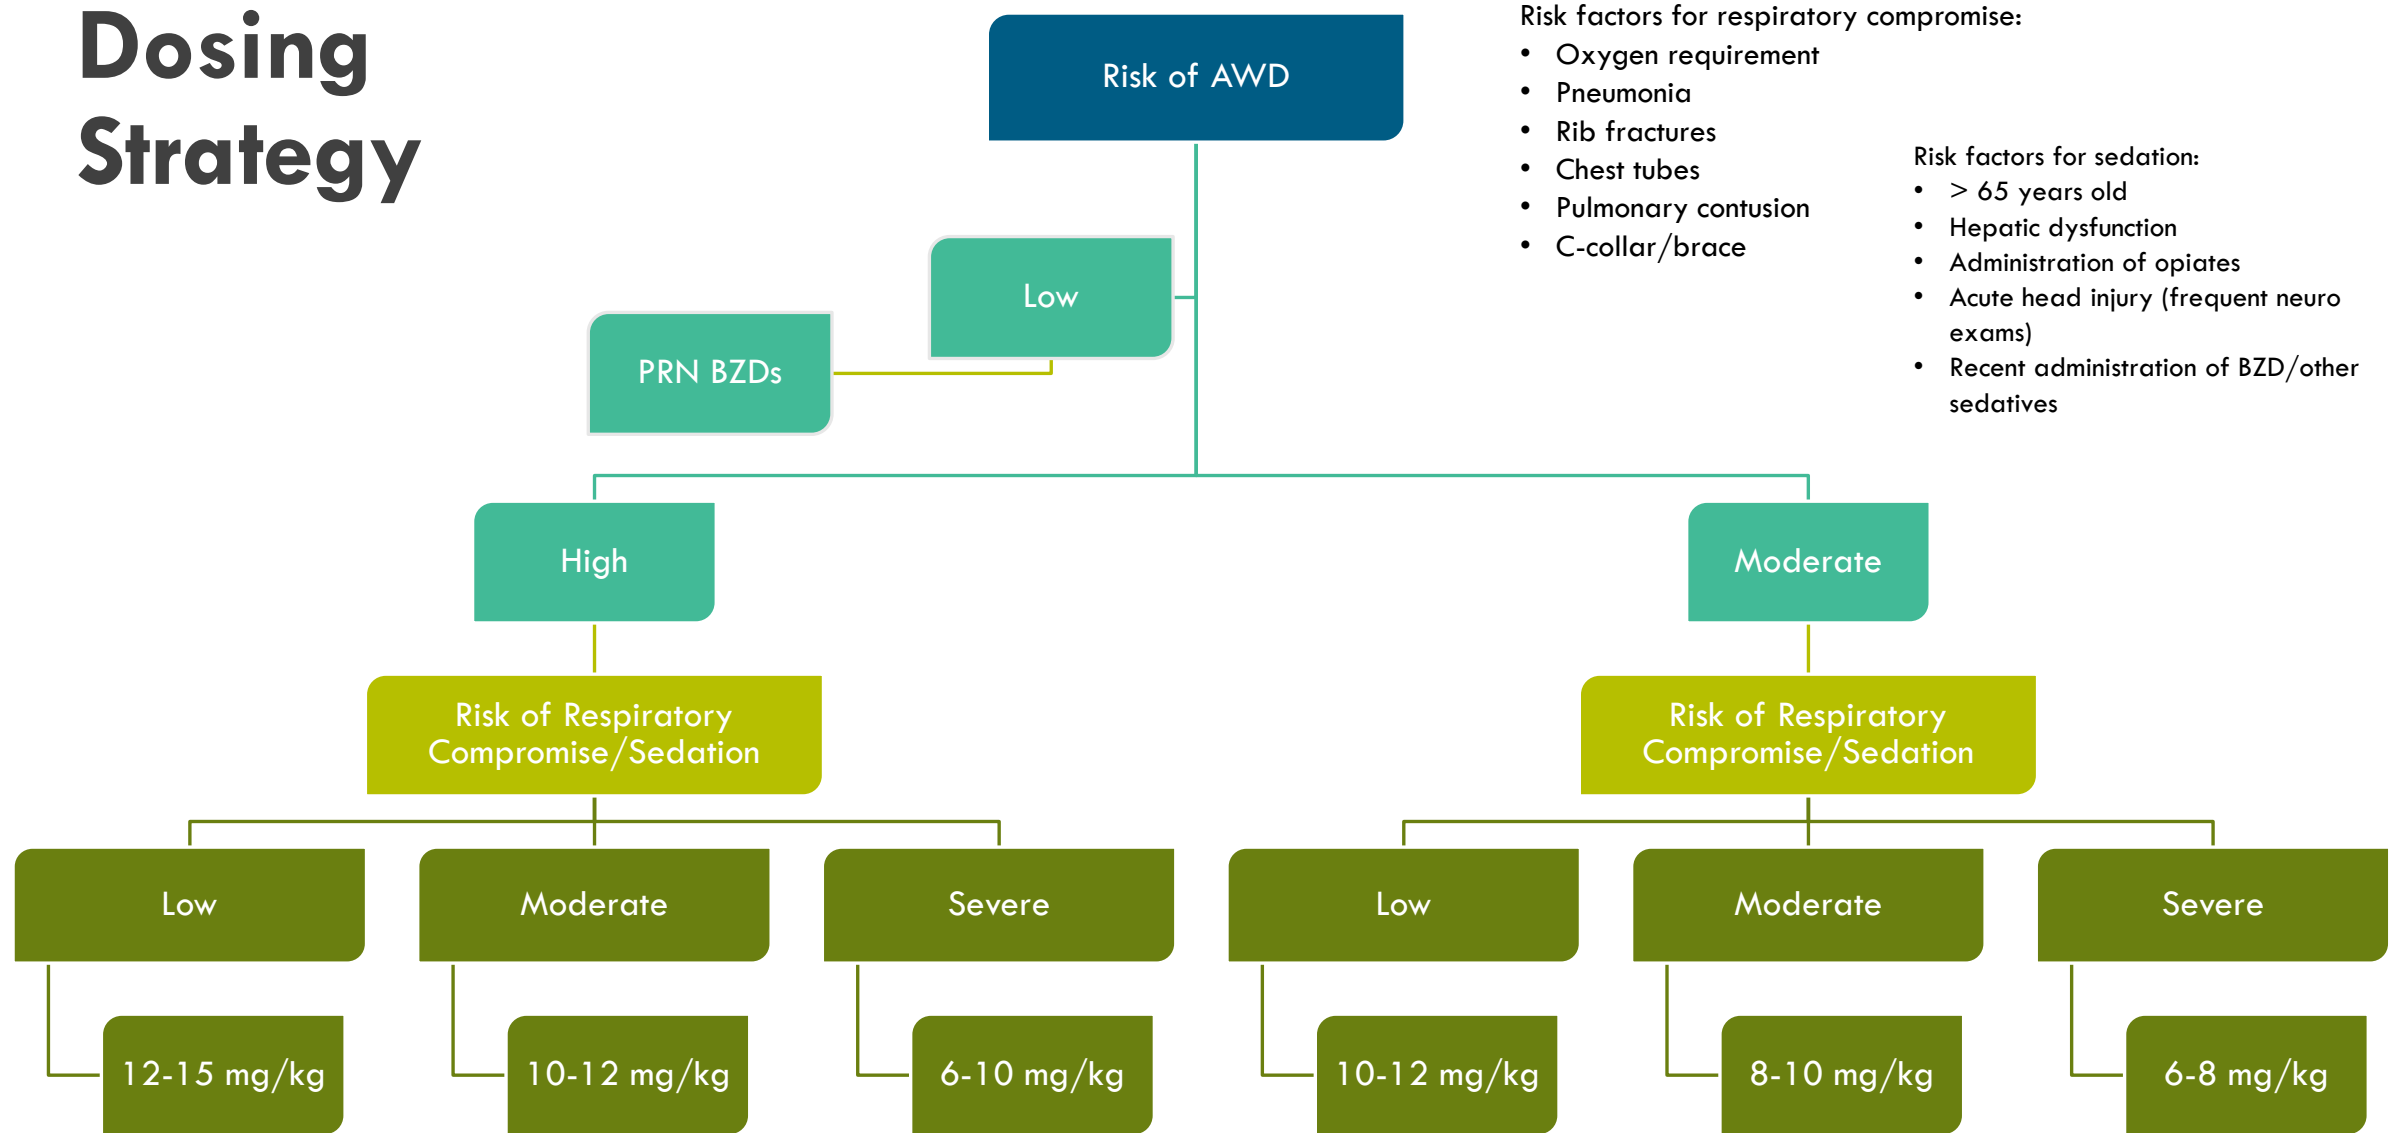 Dosing
Strategy
Risk of AWD
Risk factors for respiratory compromise:
• Oxygen requirement
• Pneumonia
• Rib fractures
• Chest tubes
• Pulmonary contusion
• C-collar/brace
Risk factors for sedation:
• > 65 years old
• Hepatic dysfunction
• Administration of opiates
• Acute head injury (frequent neuro
exams)
• Recent administration of BZD/other
sedatives
Low
PRN BZDs
High
Moderate
Risk of Respiratory
Compromise/Sedation
Risk of Respiratory
Compromise/Sedation
Low
Moderate
Severe
Low
Moderate
Severe
12-15 mg/kg
10-12 mg/kg
6-10 mg/kg
10-12 mg/kg
8-10 mg/kg
6-8 mg/kg